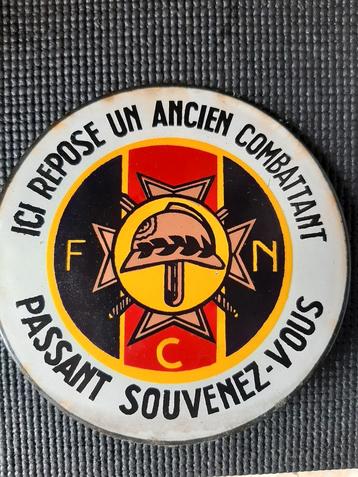 ICI REPOSE UN ANCIEN COMBATTANT
F N
C
PASSANT SOUVENEZ-VOUS